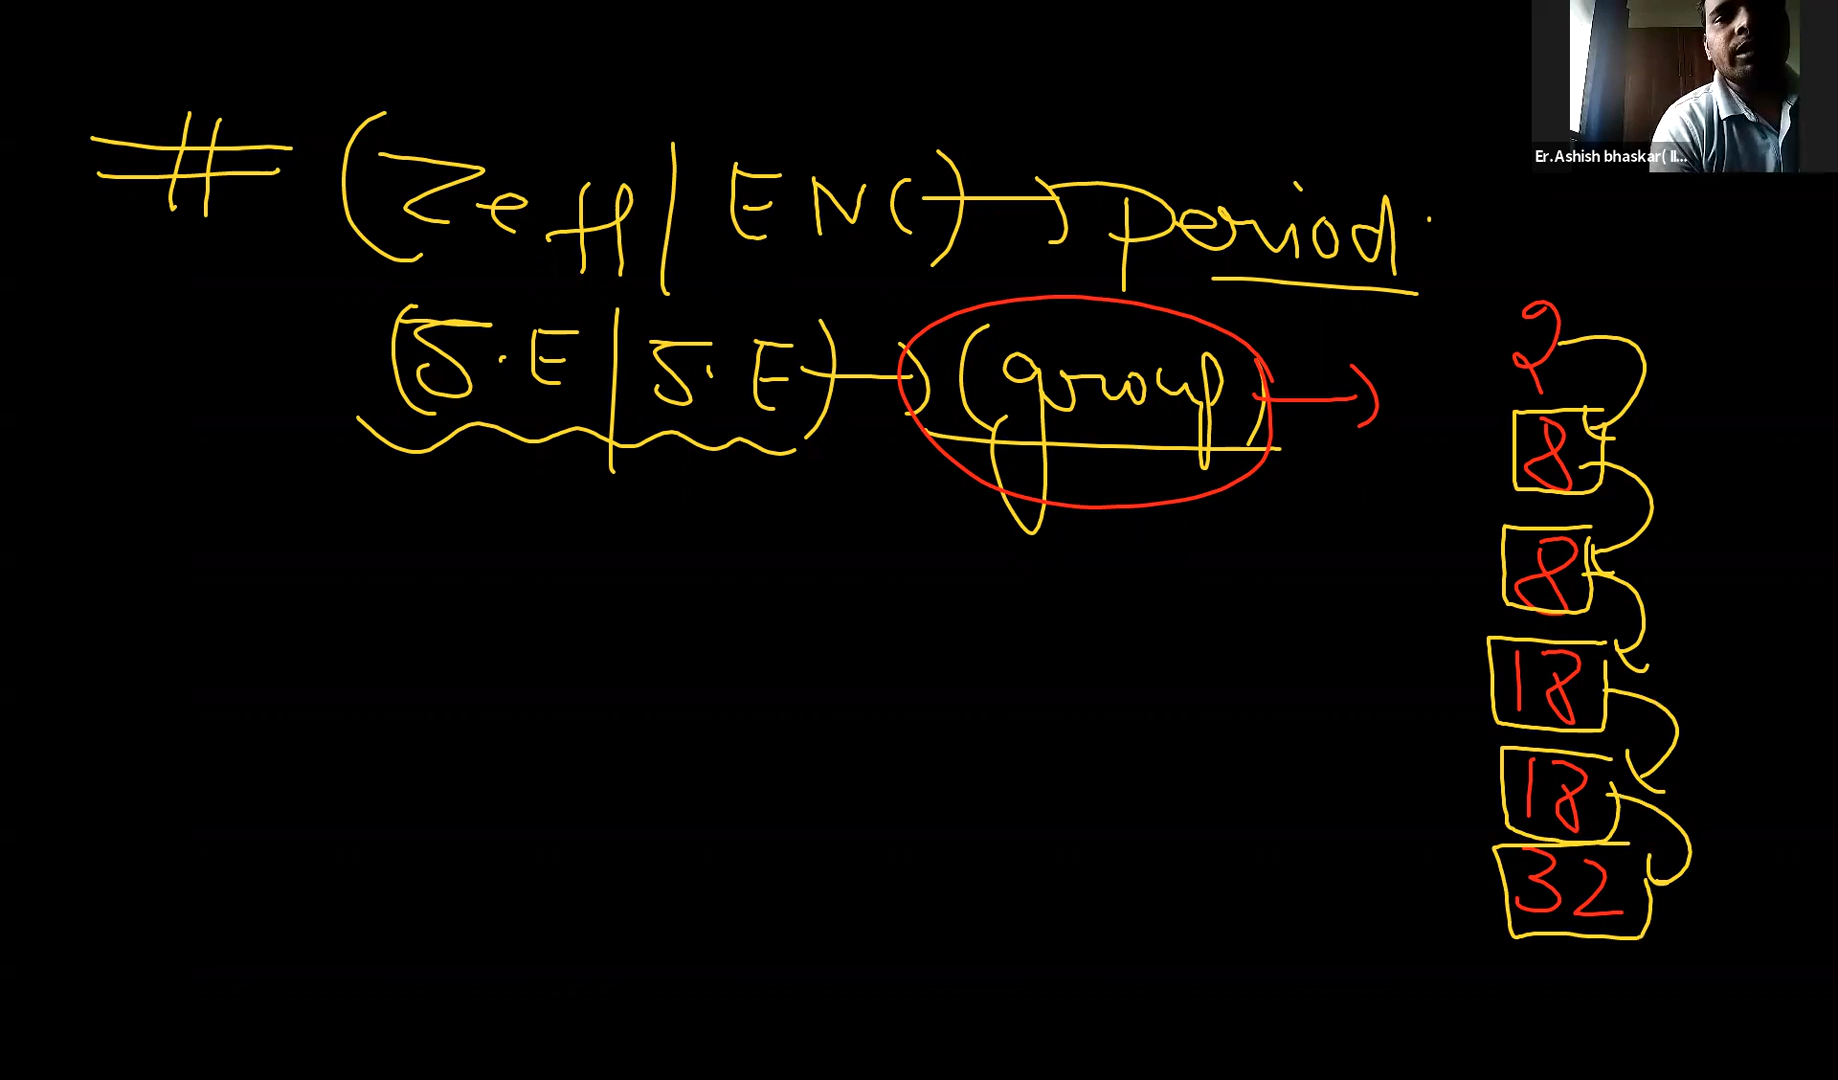 Er.Ashish bhaskar( II...
# (Zeff | ENC) → Period.
(S.E | S.E) → (group) →
2
8
8
18
18
32